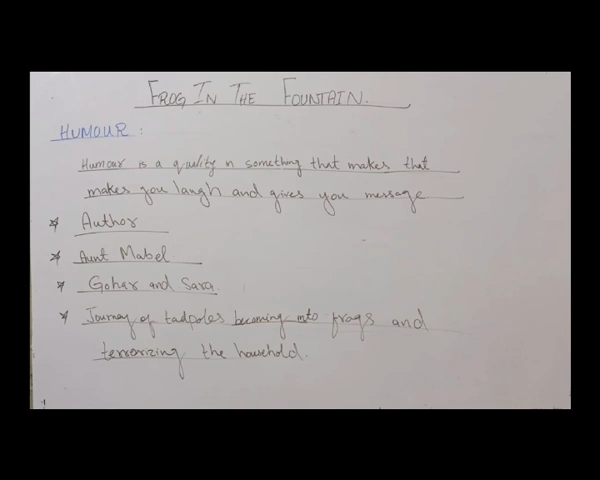 FROG IN THE FOUNTAIN.
HUMOUR:
Humour is a quality in something that makes that
makes you laugh and gives you message
* Author
* Aunt Mabel.
* Gohar and Sara
* Journey of tadpoles becoming into frogs and
terrorizing the household.